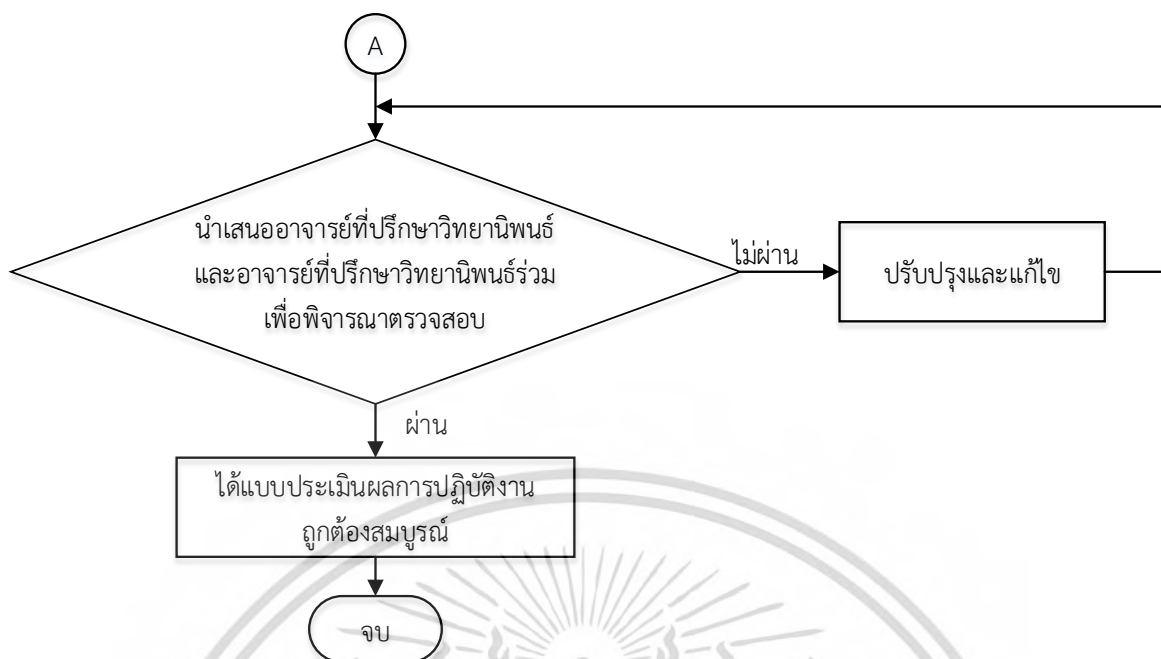 A
นำเสนออาจารย์ที่ปรึกษาวิทยานิพนธ์
และอาจารย์ที่ปรึกษาวิทยานิพนธ์ร่วม
เพื่อพิจารณาตรวจสอบ
ไม่ผ่าน
ปรับปรุงและแก้ไข
ผ่าน
ได้แบบประเมินผลการปฏิบัติงาน
ถูกต้องสมบูรณ์
จบ